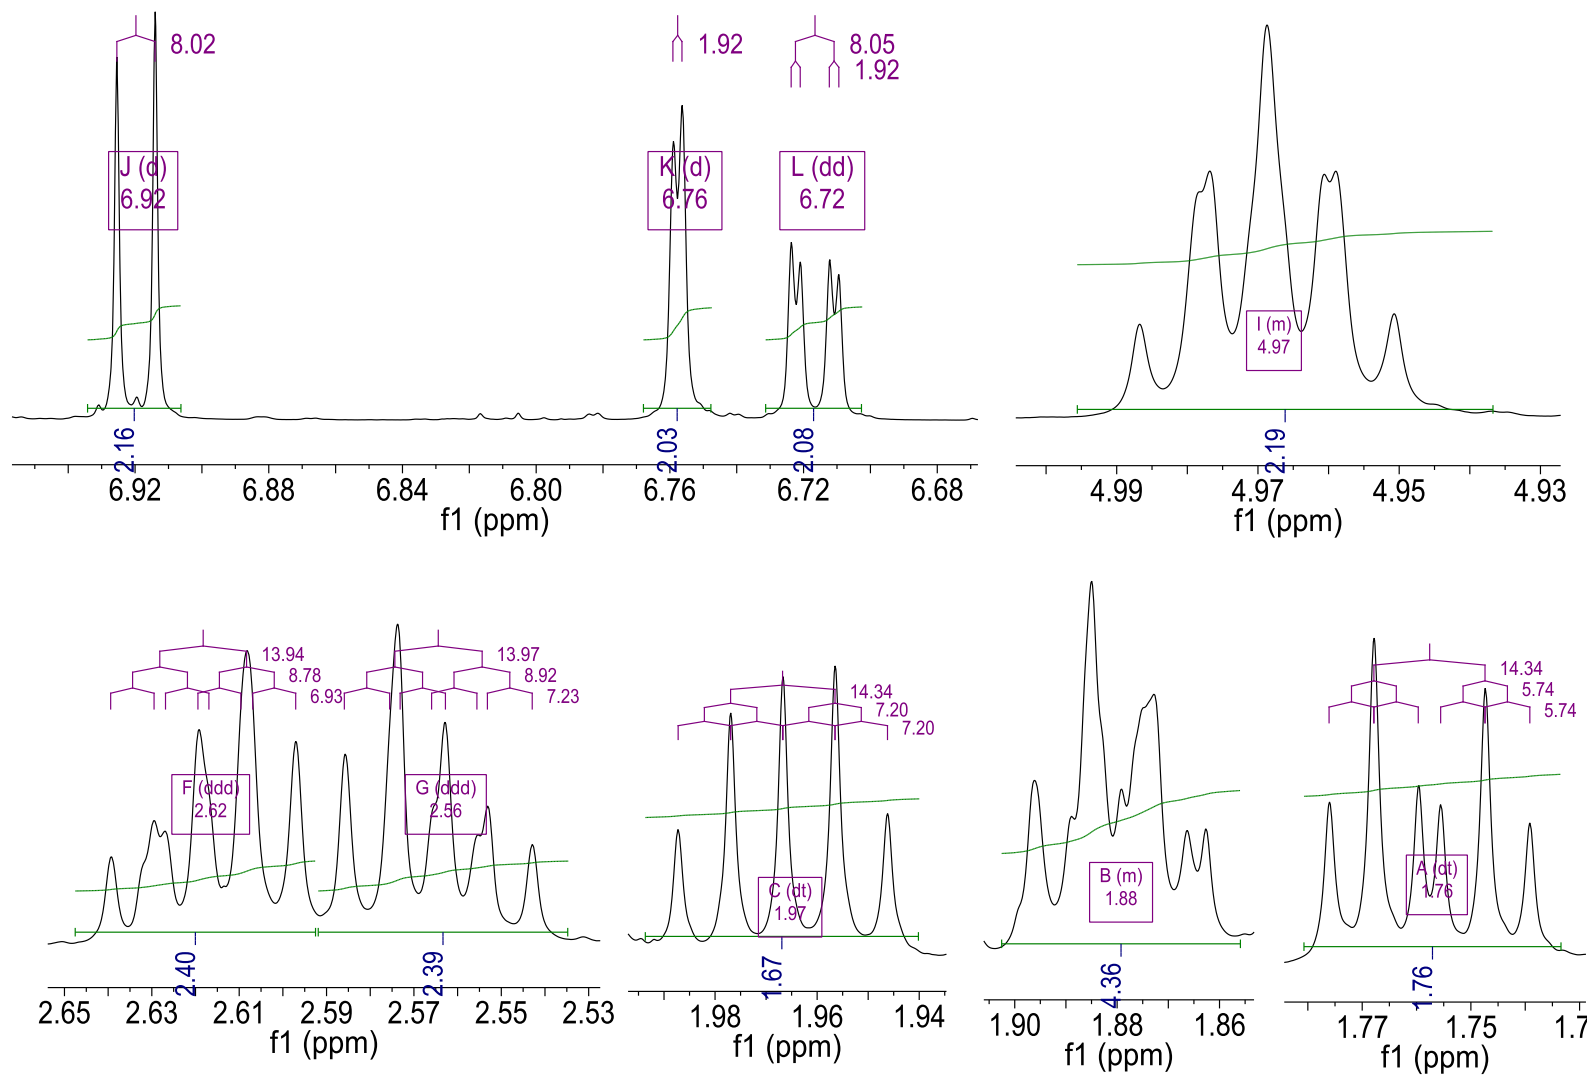 8.02
J (d)
6.92
2.16
1.92
K (d)
6.76
2.03
8.05
1.92
L (dd)
6.72
2.08
6.92 6.88 6.84 6.80 6.76 6.72 6.68
f1 (ppm)
I (m)
4.97
2.19
4.99 4.97 4.95 4.93
f1 (ppm)
13.94
8.78
6.93
F (ddd)
2.62
2.40
13.97
8.92
7.23
G (ddd)
2.56
2.39
2.65 2.63 2.61 2.59 2.57 2.55 2.53
f1 (ppm)
14.34
7.20
7.20
C (dt)
1.97
1.67
1.98 1.96 1.94
f1 (ppm)
B (m)
1.88
4.36
1.90 1.88 1.86
f1 (ppm)
14.34
5.74
5.74
A (dt)
1.76
1.76
1.77 1.75 1.7
f1 (ppm)